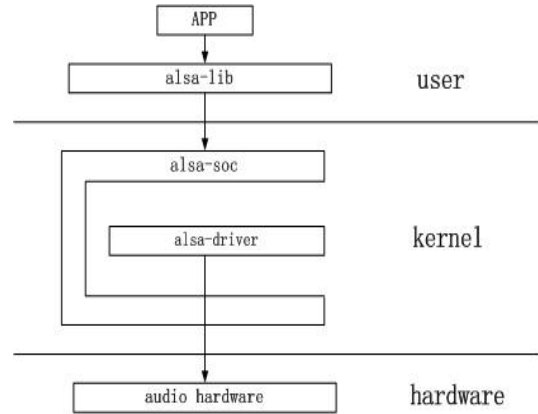 APP
alsa-lib
user
alsa-soc
alsa-driver
kernel
audio hardware
hardware